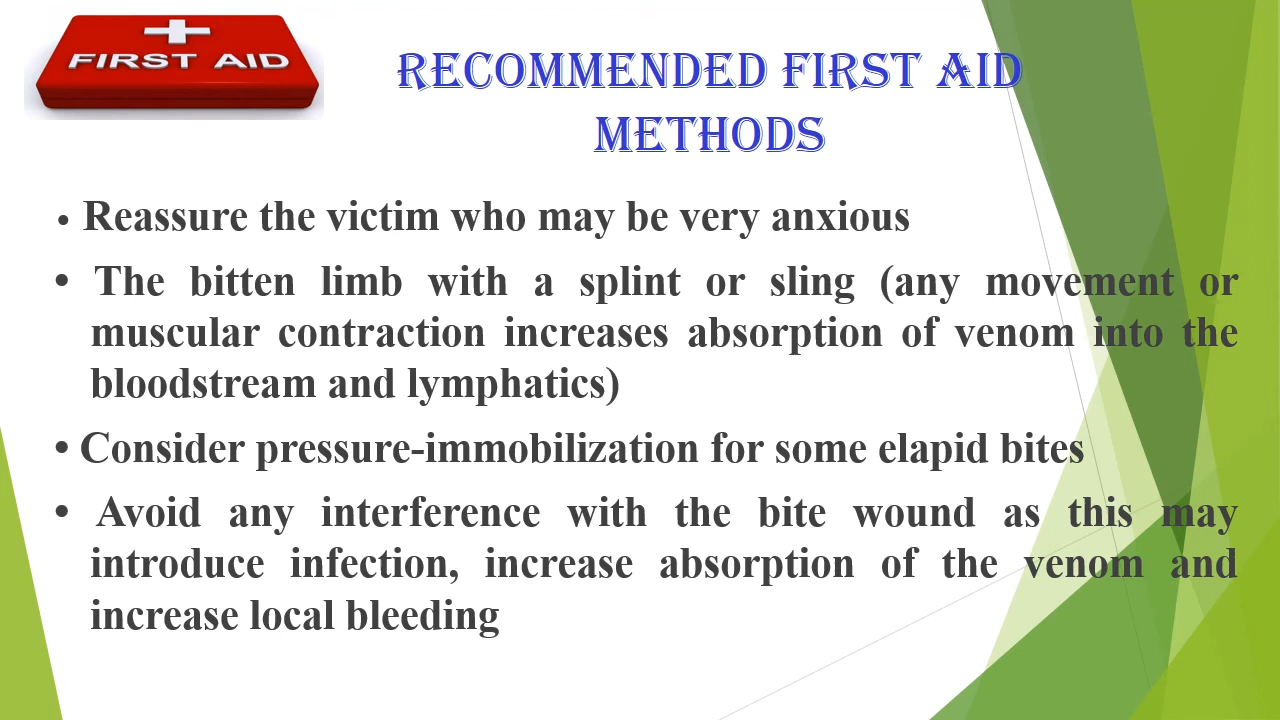 FIRST AID
RECOMMENDED FIRST AID
METHODS
• Reassure the victim who may be very anxious
• The bitten limb with a splint or sling (any movement or
muscular contraction increases absorption of venom into the
bloodstream and lymphatics)
• Consider pressure-immobilization for some elapid bites
• Avoid any interference with the bite wound as this may
introduce infection, increase absorption of the venom and
increase local bleeding